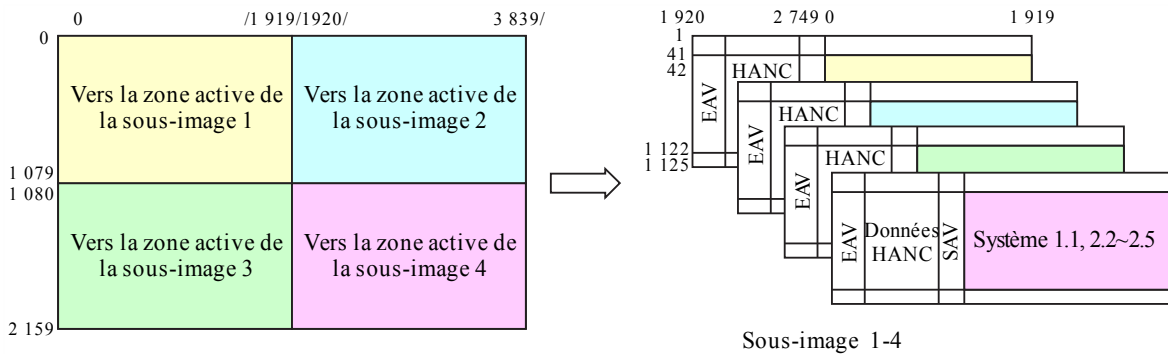 0 /1 919/1920/ 3 839/
0
Vers la zone active de
la sous-image 1
Vers la zone active de
la sous-image 2
1 079
1 080
Vers la zone active de
la sous-image 3
Vers la zone active de
la sous-image 4
2 159
1 920 2 749 0 1 919
1
41
42
1 122
1 125
EAV
HANC
EAV
HANC
EAV
HANC
EAV
Données
HANC
SAV
Système 1.1, 2.2~2.5
Sous-image 1-4